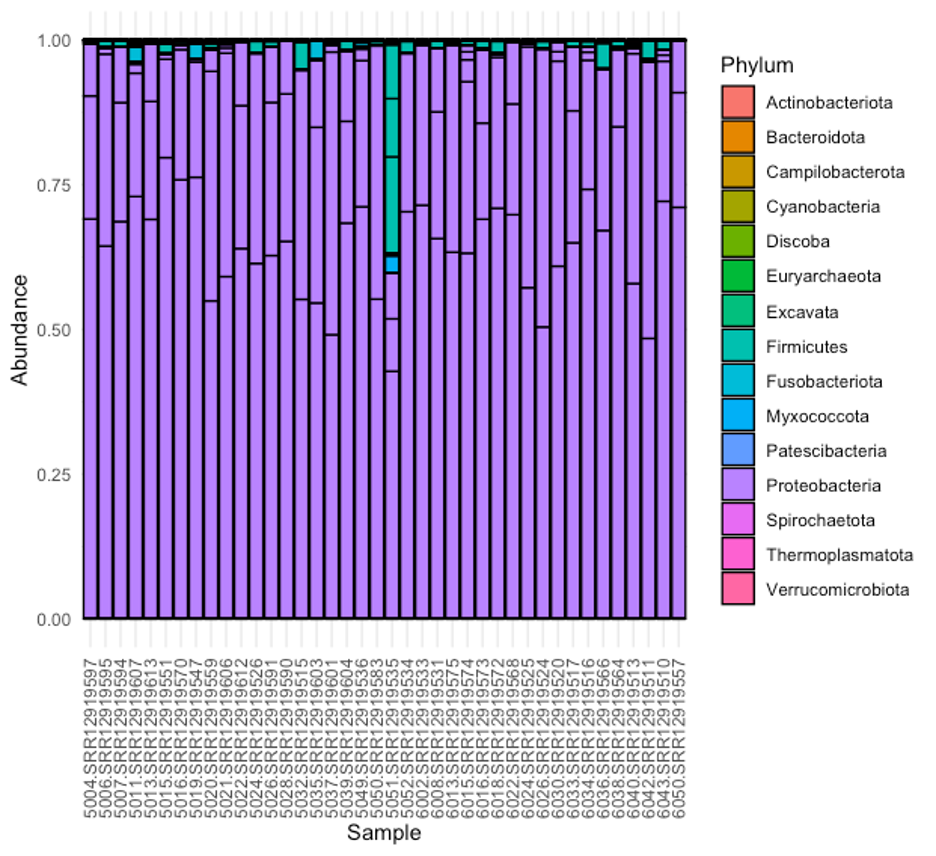 1.00
0.75
0.50
0.25
0.00
Abundance
5004.SRR12919597
5006.SRR12919595
5007.SRR12919594
5011.SRR12919607
5013.SRR12919613
5015.SRR12919551
5016.SRR12919570
5019.SRR12919547
5020.SRR12919559
5021.SRR12919606
5022.SRR12919612
5024.SRR12919526
5026.SRR12919591
5028.SRR12919590
5032.SRR12919515
5035.SRR12919603
5037.SRR12919601
5039.SRR12919604
5049.SRR12919536
5050.SRR12919583
5051.SRR12919535
5052.SRR12919534
6002.SRR12919533
6008.SRR12919531
6013.SRR12919575
6015.SRR12919574
6016.SRR12919573
6018.SRR12919572
6022.SRR12919568
6024.SRR12919525
6026.SRR12919524
6030.SRR12919520
6033.SRR12919517
6034.SRR12919516
6036.SRR12919566
6038.SRR12919564
6040.SRR12919513
6042.SRR12919511
6043.SRR12919510
6050.SRR12919557
Sample
Phylum
Actinobacteriota
Bacteroidota
Campilobacterota
Cyanobacteria
Discoba
Euryarchaeota
Excavata
Firmicutes
Fusobacteriota
Myxococcota
Patescibacteria
Proteobacteria
Spirochaetota
Thermoplasmatota
Verrucomicrobiota